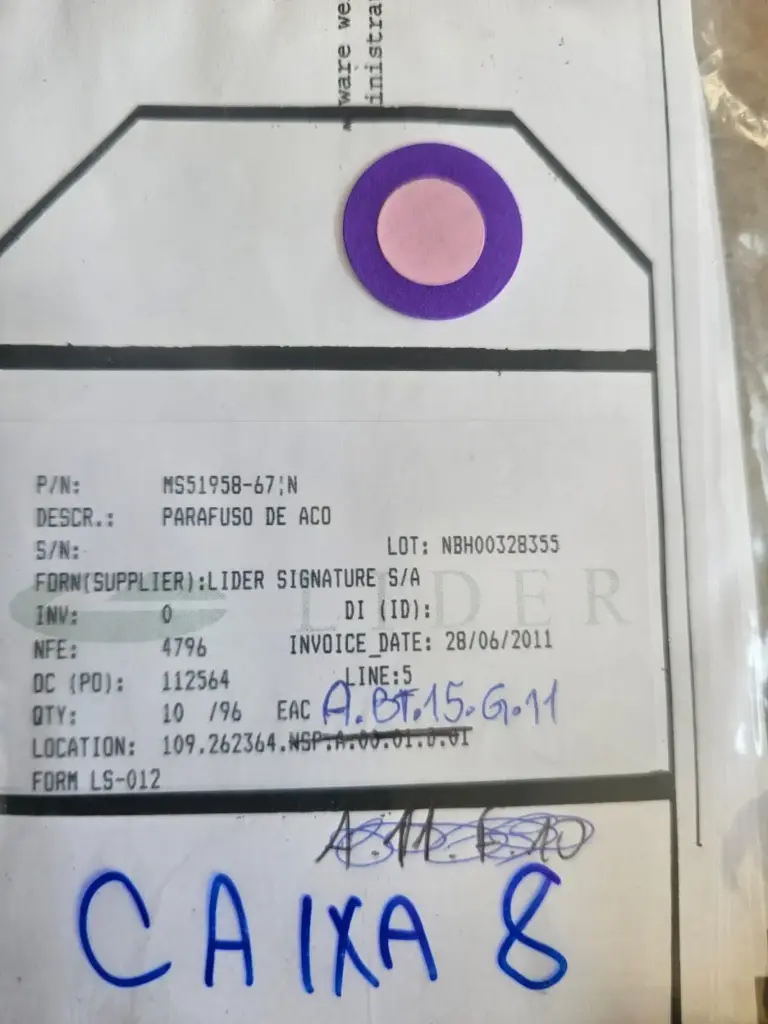 ware we
inistra
P/N: MS51958-67;N
DESCR.: PARAFUSO DE ACO
S/N: LOT: NBH00328355
FORN(SUPPLIER):LIDER SIGNATURE S/A
LIDER
INV: 0 DI (ID):
NFE: 4796 INVOICE_DATE: 28/06/2011
OC (PO): 112564 LINE:5
QTY: 10 /96 EAC A.BT.15.G.11
LOCATION: 109.262364.NSP.A.00.01.D.01
FORM LS-012
CAIXA 8